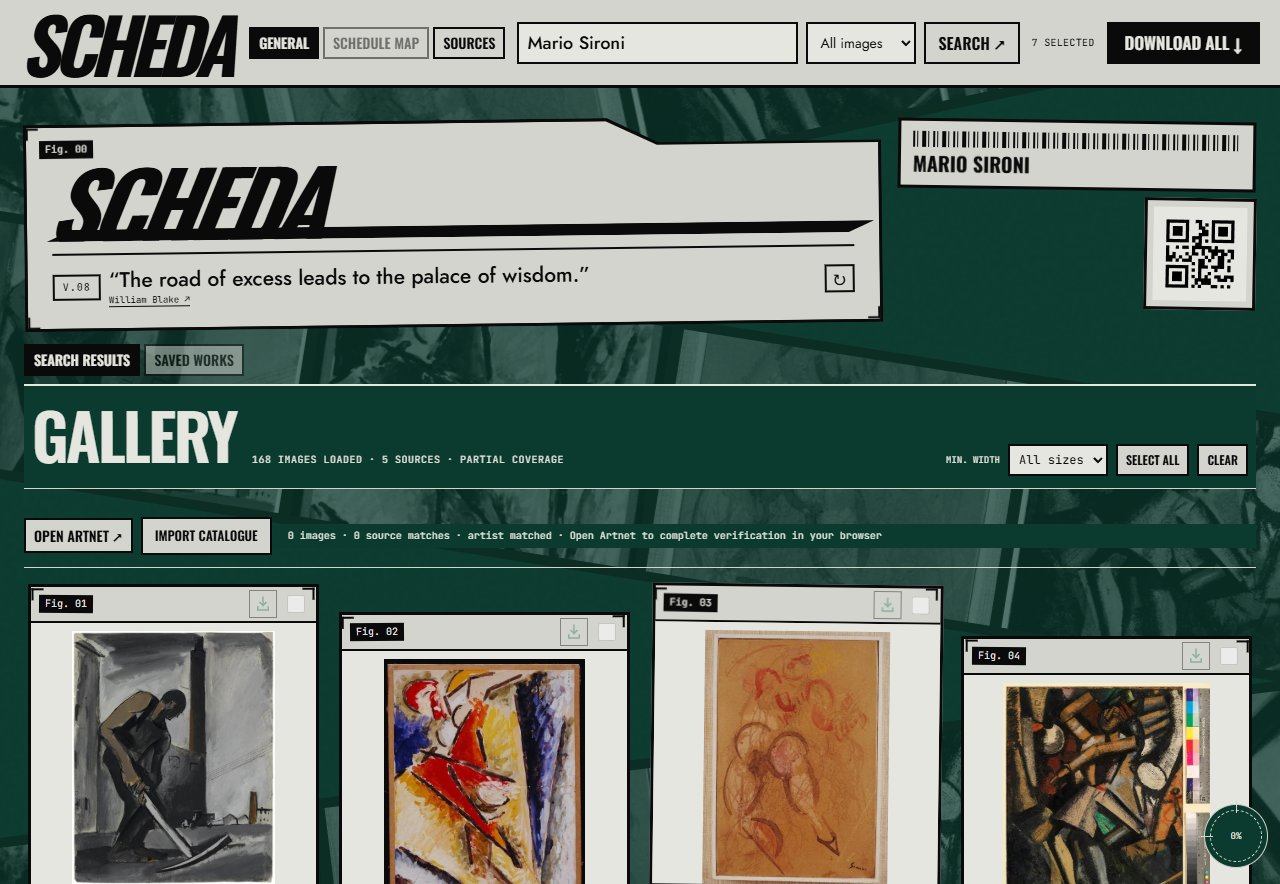 SCHEDA
GENERAL
SCHEDULE MAP
SOURCES
Mario Sironi
All images
SEARCH ↗
7 SELECTED
DOWNLOAD ALL ↓
Fig. 00
SCHEDA
V.08
“The road of excess leads to the palace of wisdom.”
William Blake ↗
↻
MARIO SIRONI
SEARCH RESULTS
SAVED WORKS
GALLERY
168 IMAGES LOADED · 5 SOURCES · PARTIAL COVERAGE
MIN. WIDTH
All sizes
SELECT ALL
CLEAR
OPEN ARTNET ↗
IMPORT CATALOGUE
0 images · 0 source matches · artist matched · Open Artnet to complete verification in your browser
Fig. 01
Fig. 02
Fig. 03
Fig. 04
0%